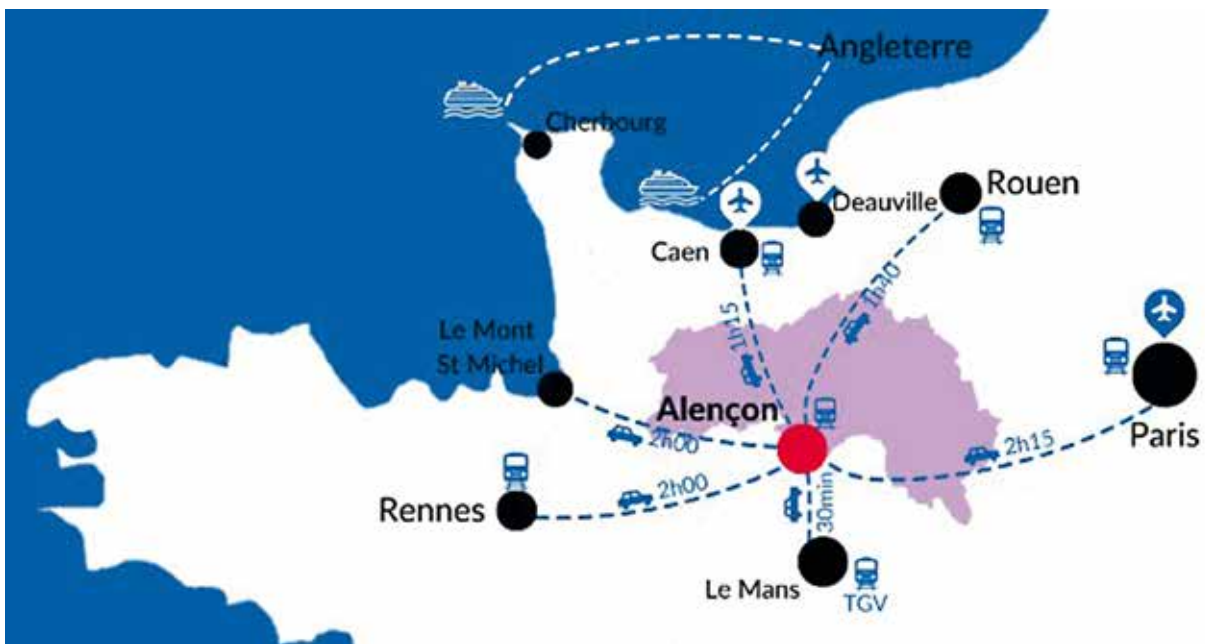 Angleterre
Cherbourg
Deauville
Rouen
Caen
1h15
1h40
Le Mont
St Michel
Alençon
2h00
2h15
Paris
Rennes
2h00
30min
Le Mans
TGV